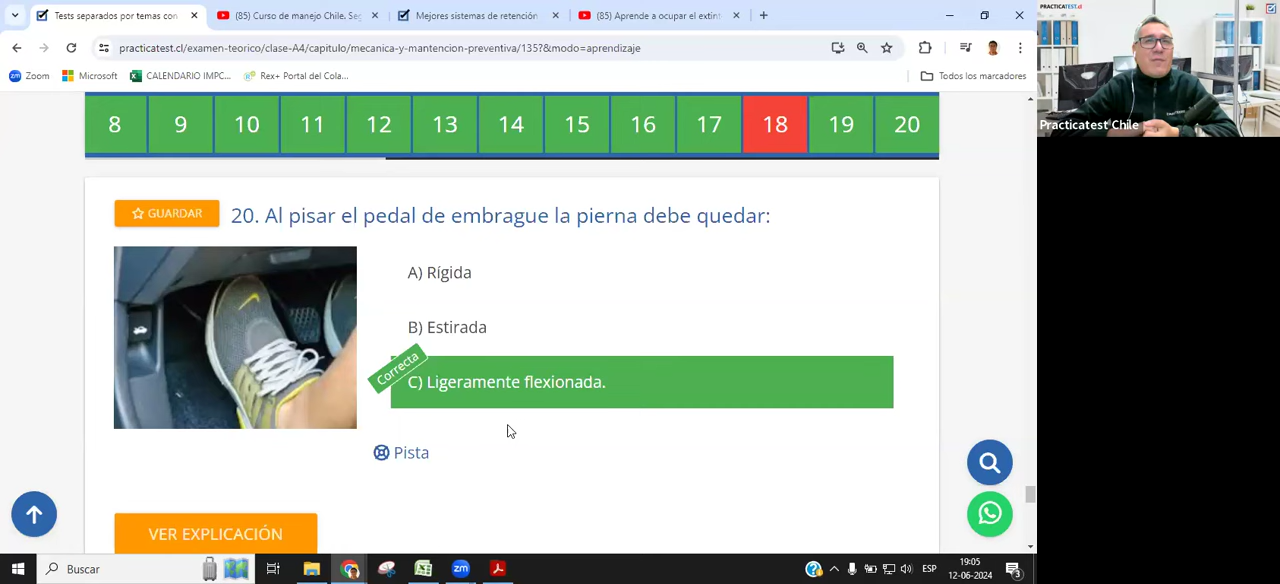 Tests separados por temas con
(85) Curso de manejo Chile, Seg
Mejores sistemas de retención
(85) Aprende a ocupar el extint
practicatest.cl/examen-teorico/clase-A4/capitulo/mecanica-y-mantencion-preventiva/135?&modo=aprendizaje
Zoom
Microsoft
CALENDARIO IMPC...
Rex+ Portal del Cola...
Todos los marcadores
PRACTICATEST.cl
Practicatest Chile
8 9 10 11 12 13 14 15 16 17 18 19 20
GUARDAR
20. Al pisar el pedal de embrague la pierna debe quedar:
A) Rígida
B) Estirada
Correcta
C) Ligeramente flexionada.
Pista
VER EXPLICACIÓN
Buscar
ESP
19:05
12-06-2024
3